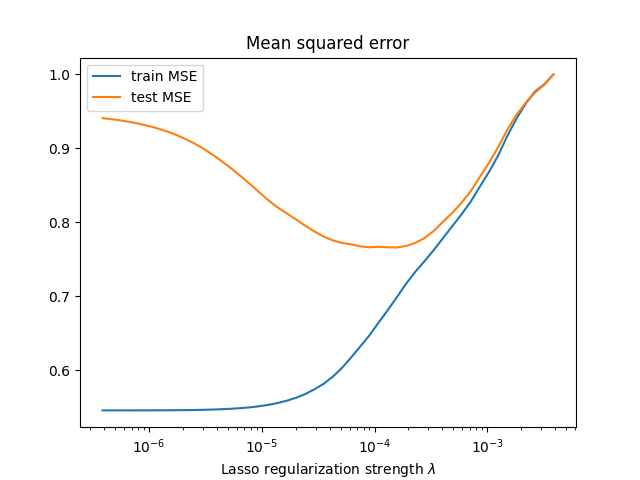 Mean squared error
train MSE
test MSE
1.0
0.9
0.8
0.7
0.6
10⁻⁶ 10⁻⁵ 10⁻⁴ 10⁻³
Lasso regularization strength λ